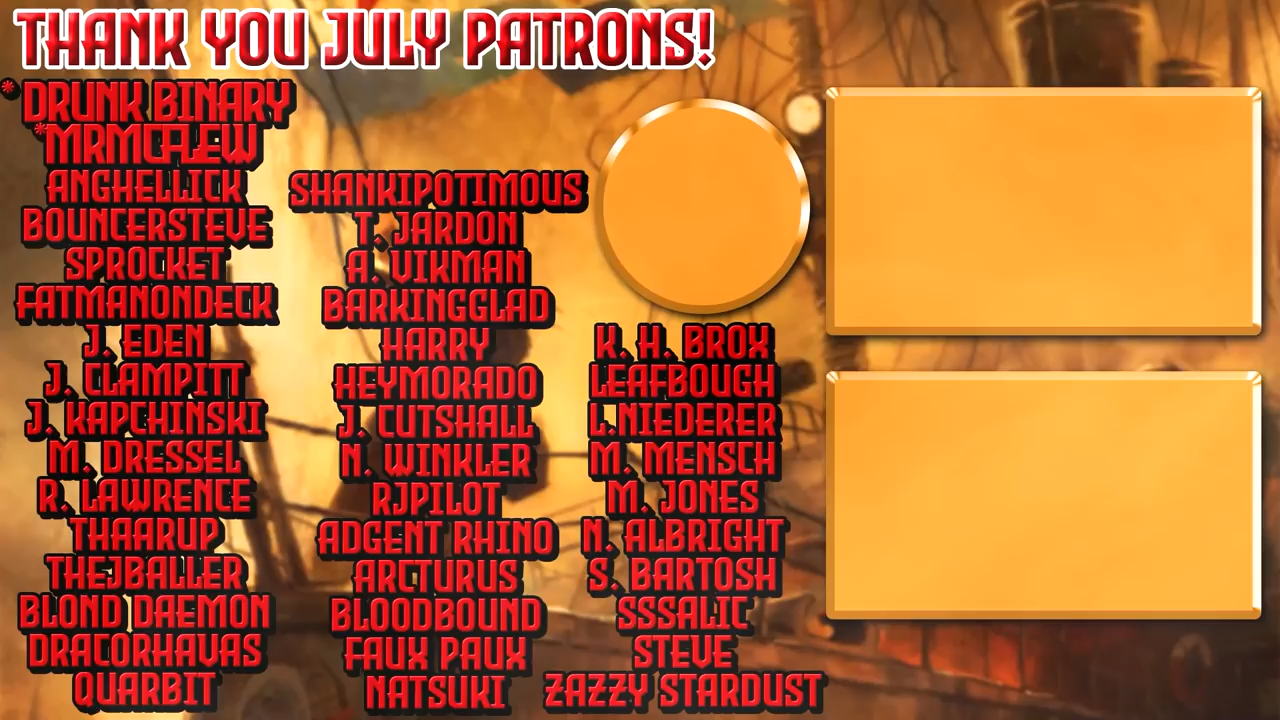 THANK YOU JULY PATRONS!
* DRUNK BINARY
*MRMCFLEW
ANGHELLICK
BOUNCERSTEVE
SPROCKET
FATMANONDECK
J. EDEN
J. CLAMPITT
J. KAPCHINSKI
M. DRESSEL
R. LAWRENCE
THAARUP
THEJBALLER
BLOND DAEMON
DRACORHAVAS
QUARBIT
SHANKIPOTIMOUS
T. JARDON
A. VIKMAN
BARKINGGLAD
HARRY
HEYMORADO
J. CUTSHALL
N. WINKLER
RJPILOT
ADGENT RHINO
ARCTURUS
BLOODBOUND
FAUX PAUX
NATSUKI
K. H. BROX
LEAFBOUGH
L.NIEDERER
M. MENSCH
M. JONES
N. ALBRIGHT
S. BARTOSH
SSSALIC
STEVE
ZAZZY STARDUST